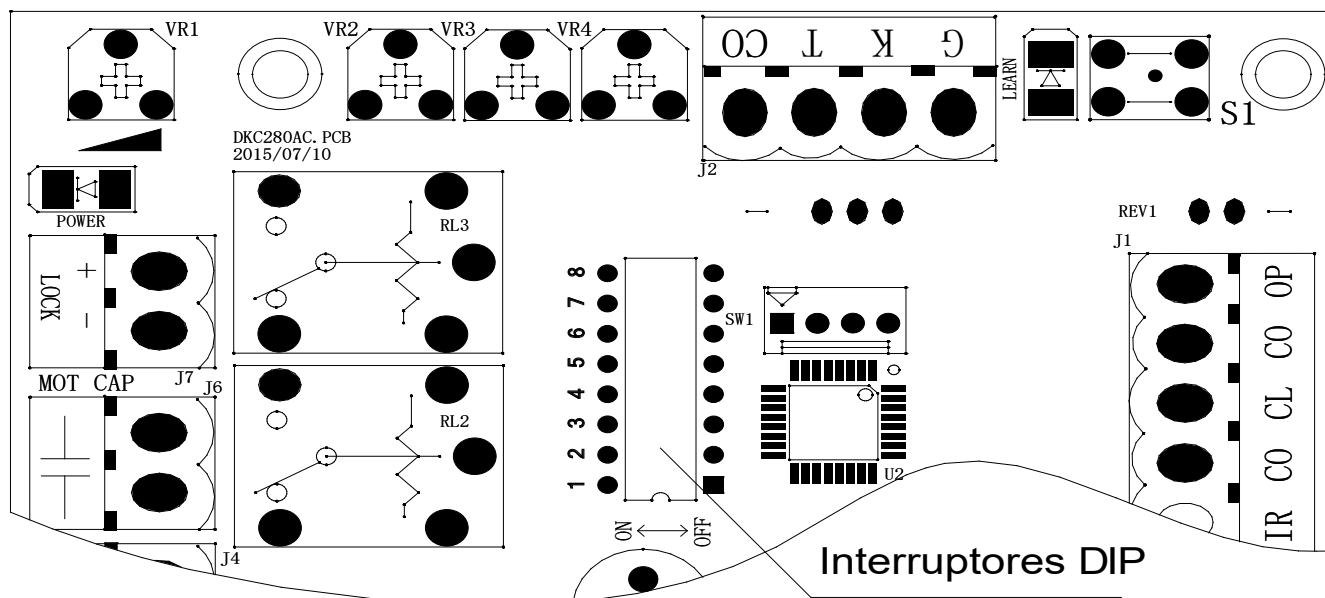 VR1
VR2
VR3
VR4
CO T K G
LEARN
S1
DKC280AC.PCB
2015/07/10
J2
POWER
RL3
REV1
J1
LOCK
+
-
J7
8
7
6
5
4
3
2
1
SW1
OP
CO
CL
CO
IR
MOT CAP
J6
RL2
U2
ON
OFF
J4
Interruptores DIP